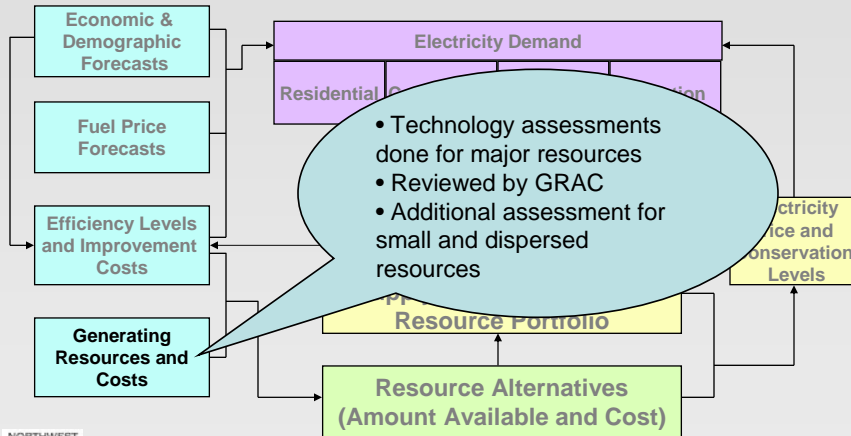 Economic &
Demographic
Forecasts
Electricity Demand
Residential
Fuel Price
Forecasts
• Technology assessments
done for major resources
• Reviewed by GRAC
• Additional assessment for
small and dispersed
resources
Efficiency Levels
and Improvement
Costs
and
Levels
Resource Portfolio
Generating
Resources and
Costs
Resource Alternatives
(Amount Available and Cost)
NORTHWEST